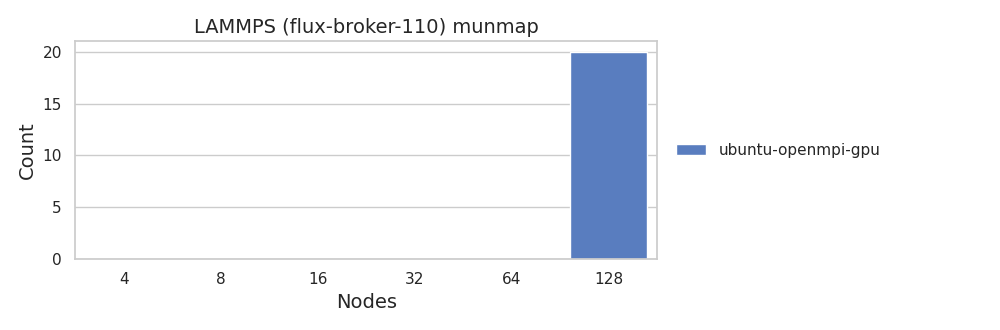 LAMMPS (flux-broker-110) munmap
20
15
10
5
0
Count
4 8 16 32 64 128
Nodes
ubuntu-openmpi-gpu